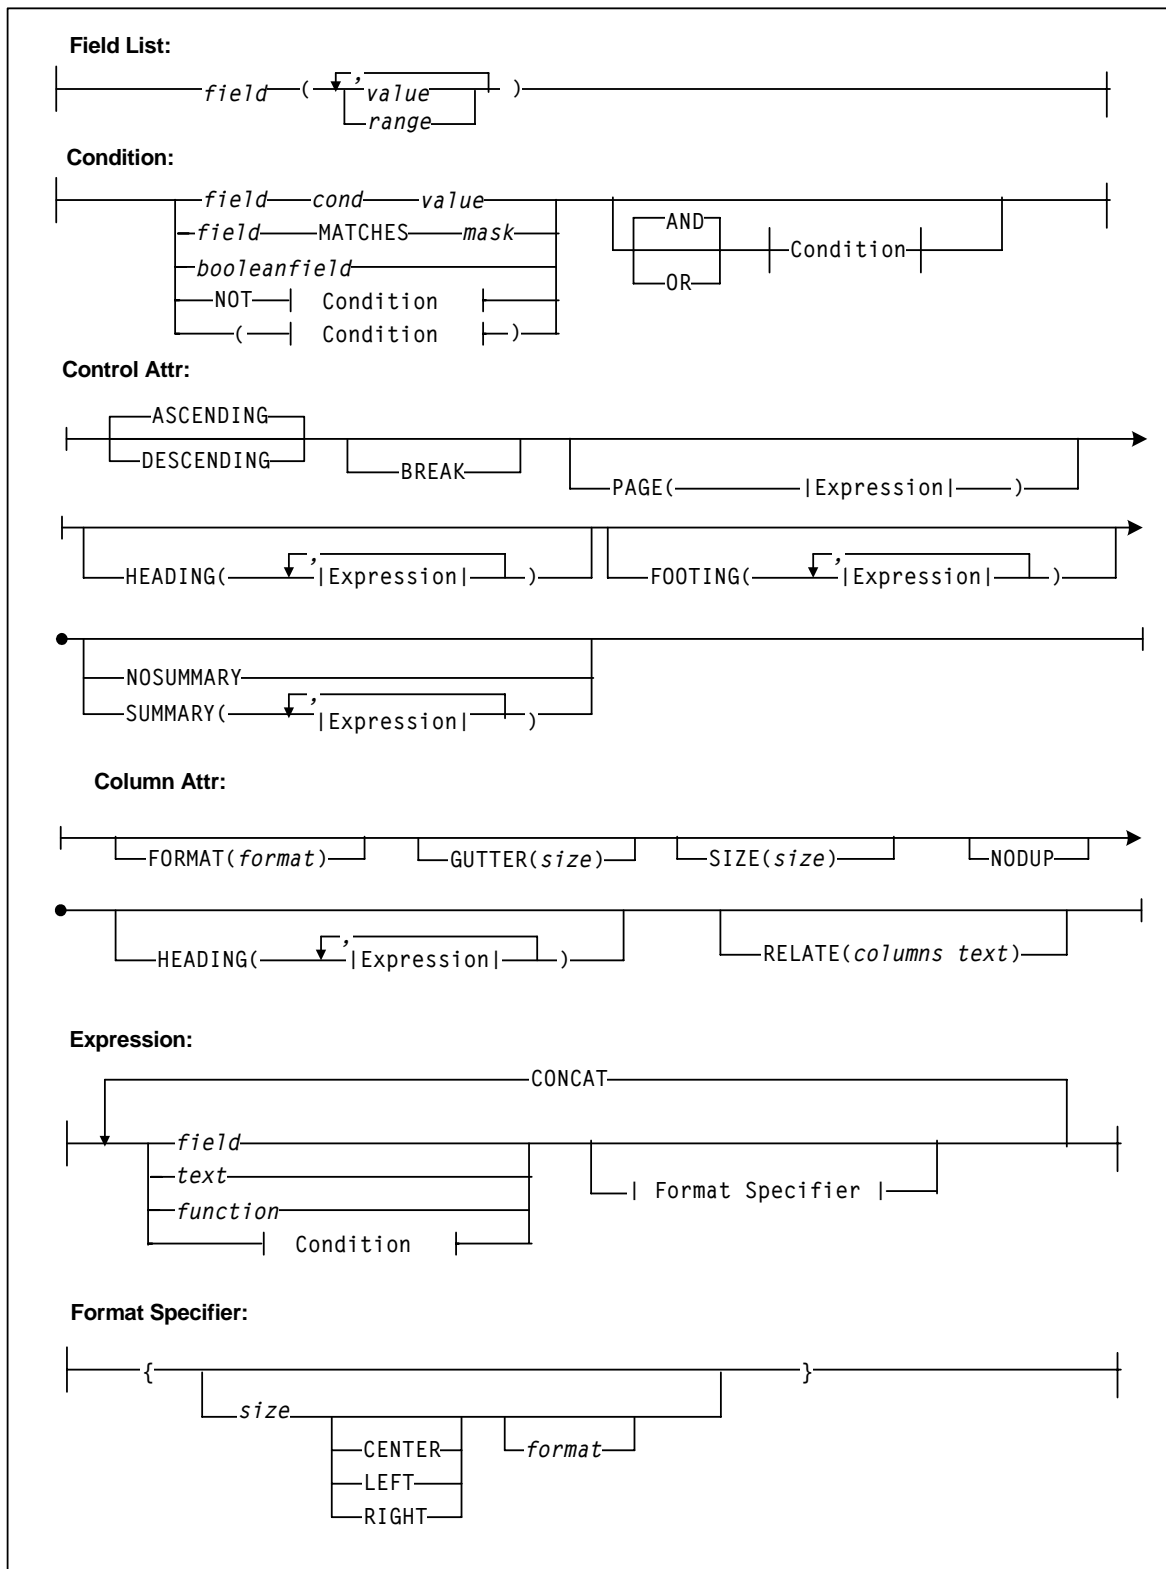 Field List:
,
field ( value )
range
Condition:
field cond value
AND
field MATCHES mask
Condition
booleanfield
OR
NOT Condition
( Condition )
Control Attr:
ASCENDING
DESCENDING
BREAK
PAGE( |Expression| )
, ,
HEADING( |Expression| ) FOOTING( |Expression| )
NOSUMMARY
,
SUMMARY( |Expression| )
Column Attr:
FORMAT(format) GUTTER(size) SIZE(size) NODUP
,
HEADING( |Expression| ) RELATE(columns text)
Expression:
CONCAT
field
text
| Format Specifier |
function
Condition
Format Specifier:
{ }
size
CENTER format
LEFT
RIGHT